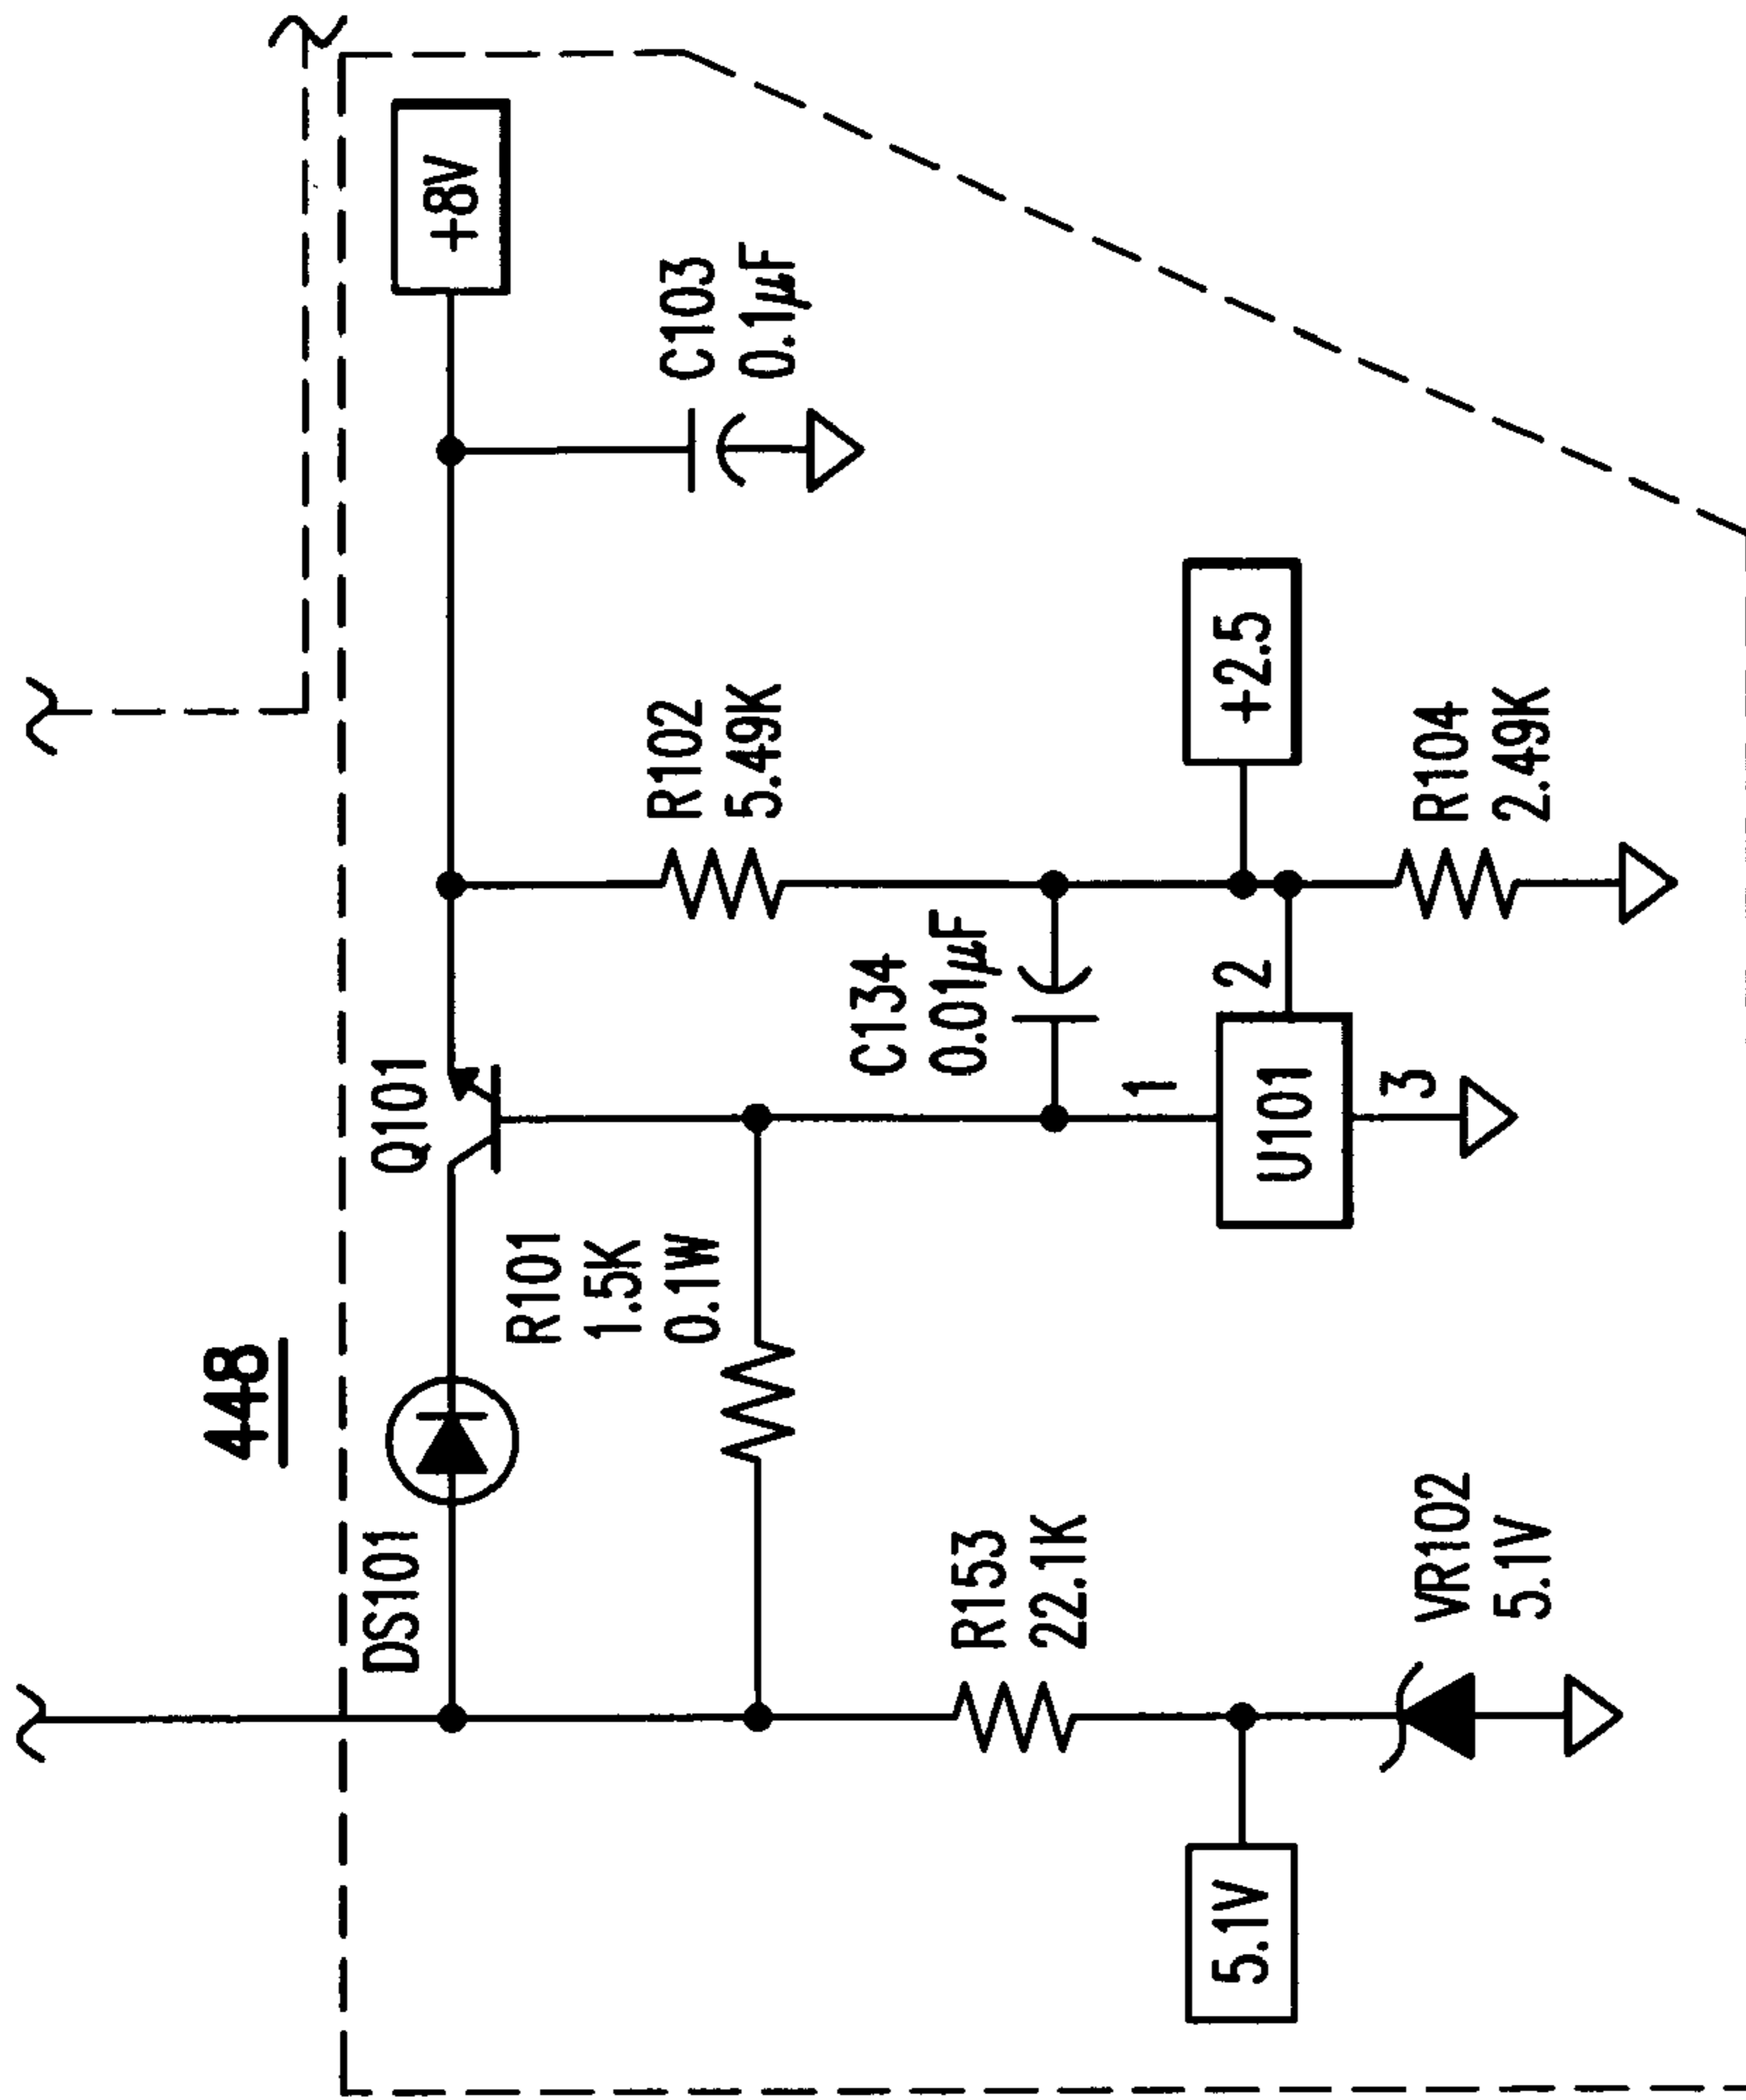 448
+8V
C103
0.1µF
Q101
DS101
R101
1.5K
0.1W
R102
5.49K
C134
0.01µF
+2.5
R153
22.1K
1
2
U101
3
R104
2.49K
5.1V
VR102
5.1V